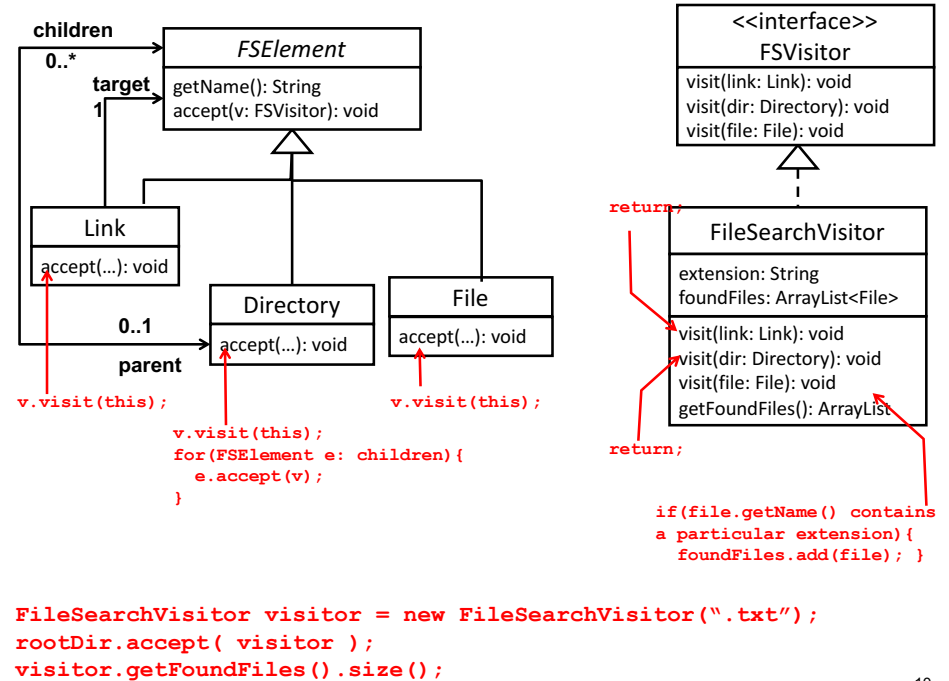 children
0..*
target
1
FSElement
getName(): String
accept(v: FSVisitor): void
<<interface>>
FSVisitor
visit(link: Link): void
visit(dir: Directory): void
visit(file: File): void
Link
accept(...): void
Directory
accept(...): void
File
accept(...): void
0..1
parent
return;
FileSearchVisitor
extension: String
foundFiles: ArrayList<File>
visit(link: Link): void
visit(dir: Directory): void
visit(file: File): void
getFoundFiles(): ArrayList
v.visit(this);
v.visit(this);
for(FSElement e: children){
e.accept(v);
}
v.visit(this);
return;
if(file.getName() contains
a particular extension){
foundFiles.add(file); }
FileSearchVisitor visitor = new FileSearchVisitor(“.txt”);
rootDir.accept( visitor );
visitor.getFoundFiles().size();